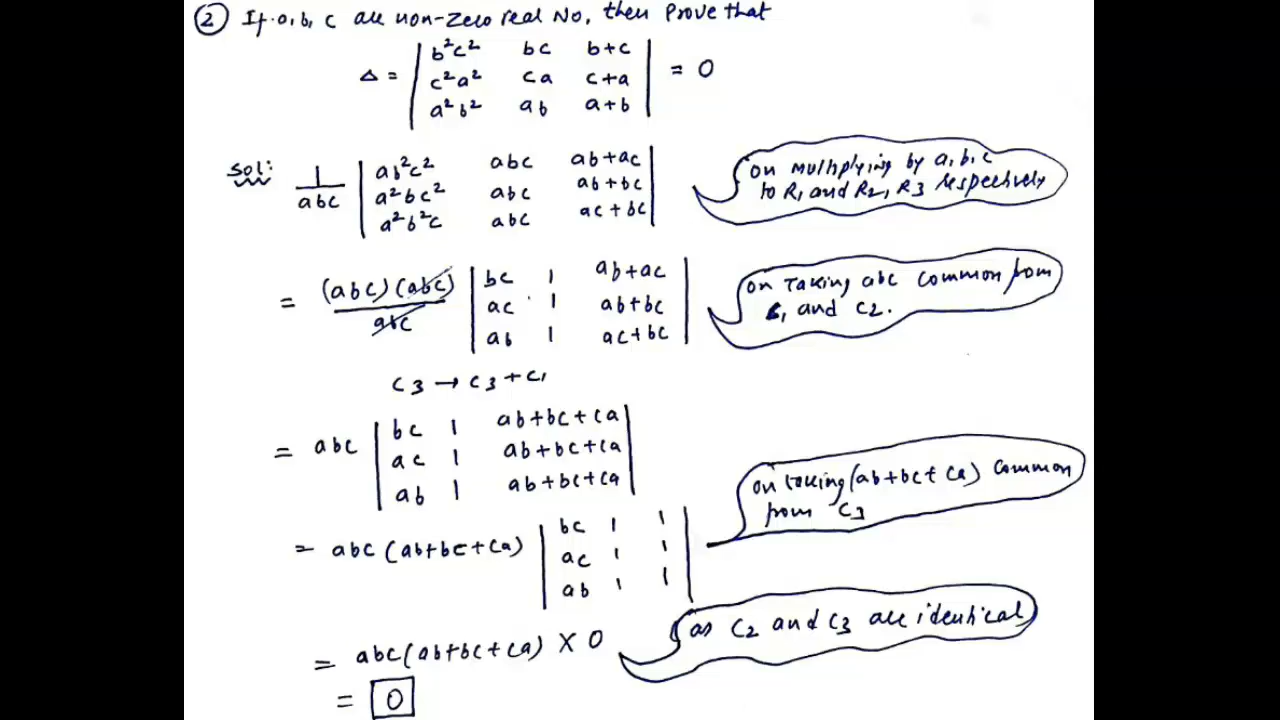 ② If a, b, c are non-zero real No, then Prove that
Δ = | b²c² bc b+c |
| c²a² ca c+a | = 0
| a²b² ab a+b |
Sol:
1/abc | ab²c² abc ab+ac |
| a²bc² abc ab+bc |
| a²b²c abc ac+bc |
on multiplying by a, b, c
to R₁ and R₂, R₃ respectively
= (abc)(abc)/abc | bc 1 ab+ac |
| ac 1 ab+bc |
| ab 1 ac+bc |
on taking abc common from
C₁ and C₂.
C₃ → C₃ + C₁
= abc | bc 1 ab+bc+ca |
| ac 1 ab+bc+ca |
| ab 1 ab+bc+ca |
on taking (ab+bc+ca) common
from C₃
= abc (ab+bc+ca) | bc 1 1 |
| ac 1 1 |
| ab 1 1 |
as C₂ and C₃ are identical
= abc(ab+bc+ca) × 0
= 0